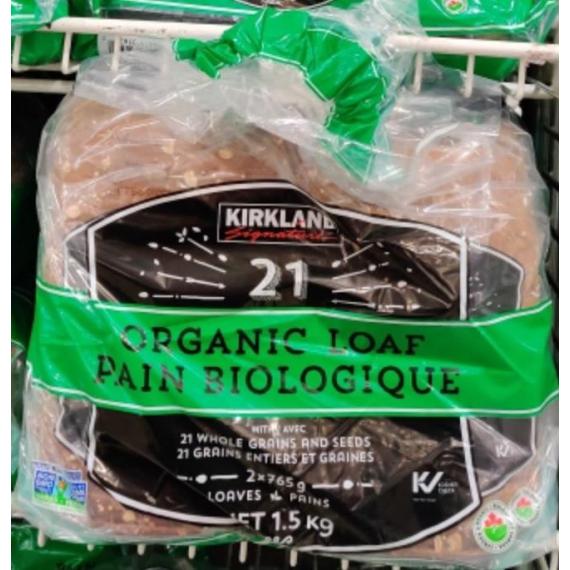 KIRKLAND
Signature
21
ORGANIC LOAF
PAIN BIOLOGIQUE
WITH / AVEC
21 WHOLE GRAINS AND SEEDS
21 GRAINS ENTIERS ET GRAINES
2×765g
LOAVES PAINS
NET 1.5 kg